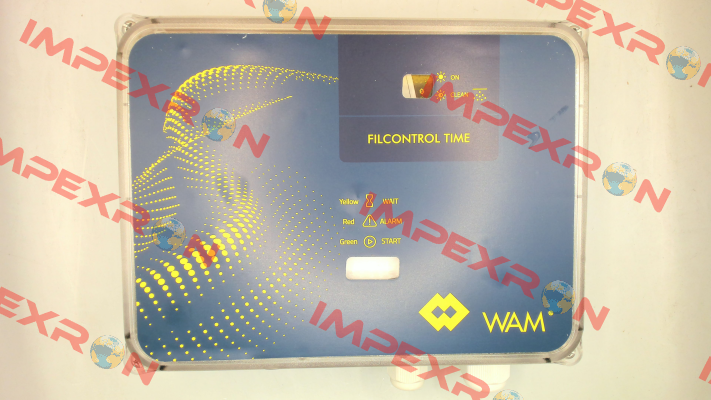 ON
CLEAN
FILCONTROL TIME
Yellow WAIT
Red ALARM
Green START
WAM
IMPEXRON
IMPEXRON
IMPEXRON
IMPEXRON
IMPEXRON
IMPEXRON
IMPEXRON